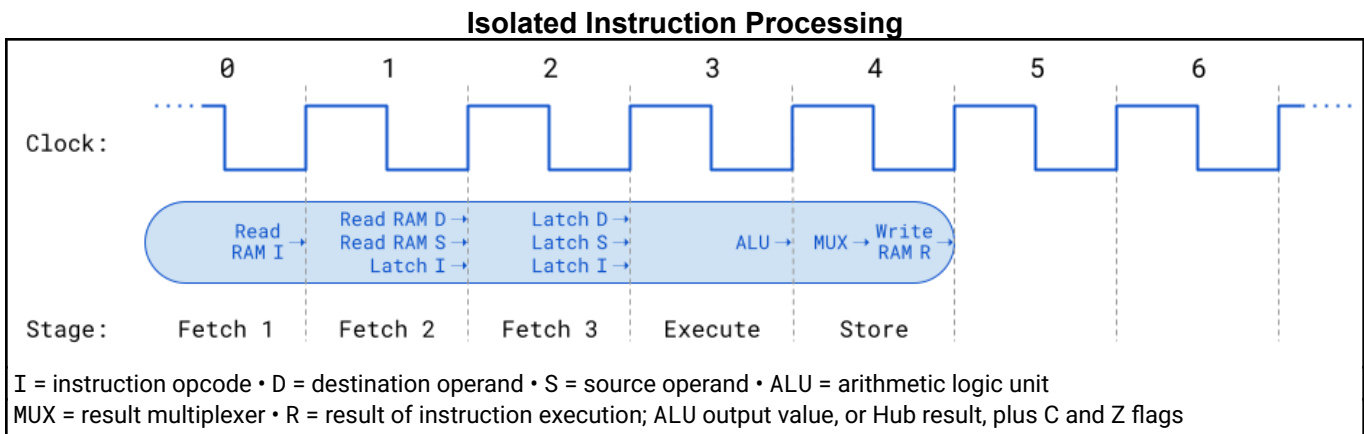 Isolated Instruction Processing
0 1 2 3 4 5 6
Clock:
Read RAM D→ Latch D→
Read RAM I → Read RAM S→ Latch S→ ALU→ MUX→ Write RAM R →
Latch I→ Latch I→
Stage: Fetch 1 Fetch 2 Fetch 3 Execute Store
I = instruction opcode • D = destination operand • S = source operand • ALU = arithmetic logic unit
MUX = result multiplexer • R = result of instruction execution; ALU output value, or Hub result, plus C and Z flags